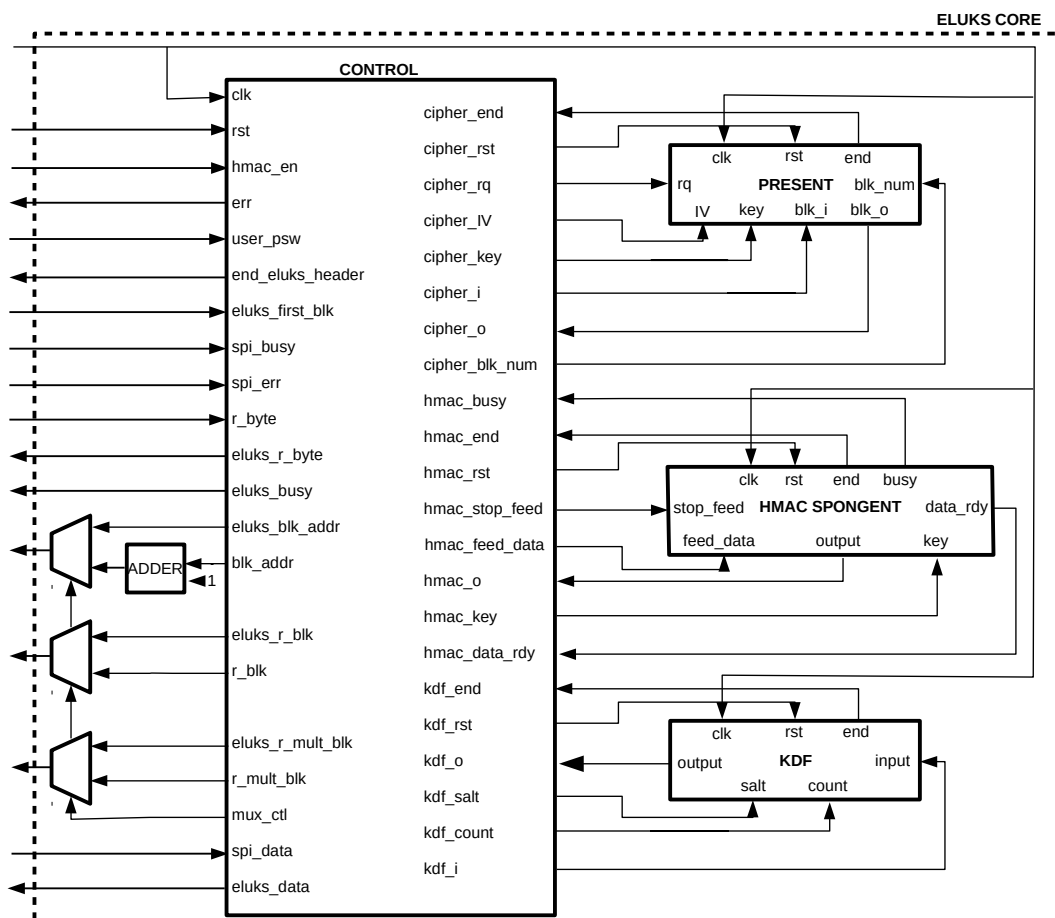 ELUKS CORE
CONTROL
clk
rst
hmac_en
err
user_psw
end_eluks_header
eluks_first_blk
spi_busy
spi_err
r_byte
eluks_r_byte
eluks_busy
eluks_blk_addr
blk_addr
ADDER
1
eluks_r_blk
r_blk
eluks_r_mult_blk
r_mult_blk
mux_ctl
spi_data
eluks_data
cipher_end
cipher_rst
cipher_rq
cipher_IV
cipher_key
cipher_i
cipher_o
cipher_blk_num
hmac_busy
hmac_end
hmac_rst
hmac_stop_feed
hmac_feed_data
hmac_o
hmac_key
hmac_data_rdy
kdf_end
kdf_rst
kdf_o
kdf_salt
kdf_count
kdf_i
clk rst end
rq PRESENT blk_num
IV key blk_i blk_o
clk rst end busy
stop_feed HMAC SPONGENT data_rdy
feed_data output key
clk rst end
output KDF input
salt count